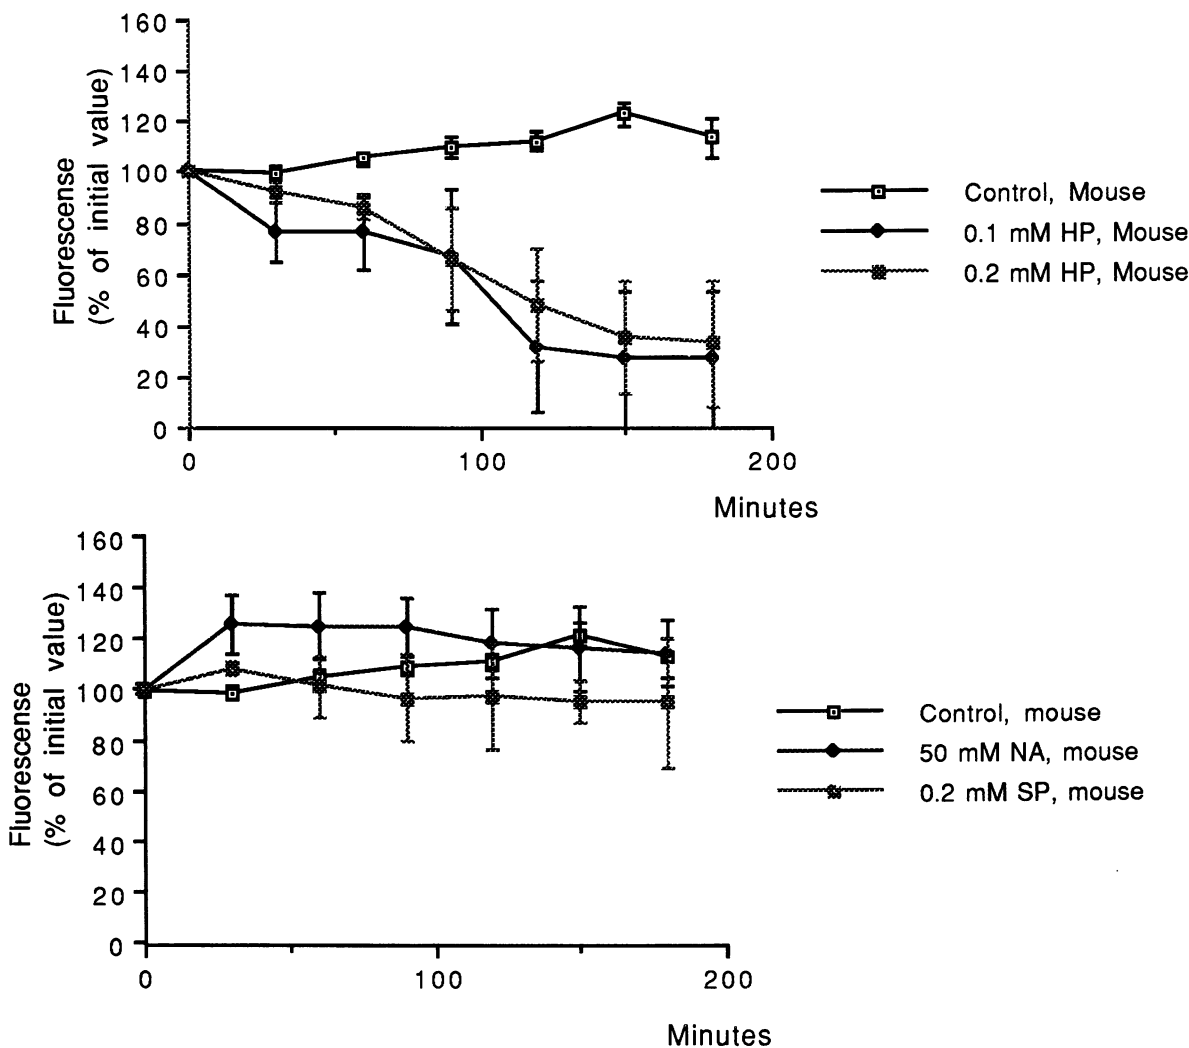 160
140
120
100
80
60
40
20
0
Fluorescense
(% of initial value)
0 100 200
Minutes
Control, Mouse
0.1 mM HP, Mouse
0.2 mM HP, Mouse
160
140
120
100
80
60
40
20
0
Fluorescense
(% of initial value)
0 100 200
Minutes
Control, mouse
50 mM NA, mouse
0.2 mM SP, mouse